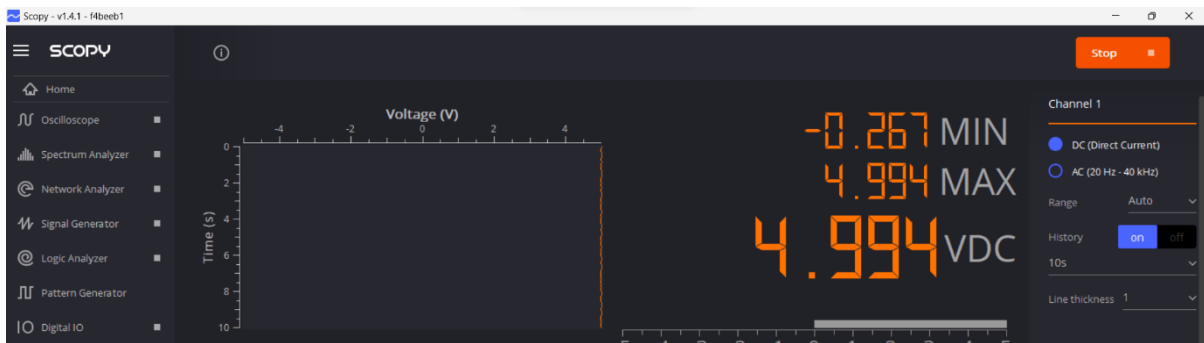 Scopy - v1.4.1 - f4beeb1
SCOPY
Stop
Home
Oscilloscope
Spectrum Analyzer
Network Analyzer
Signal Generator
Logic Analyzer
Pattern Generator
Digital IO
Voltage (V)
-4 -2 0 2 4
Time (s)
0
2
4
6
8
10
-0.267 MIN
4.994 MAX
4.994 VDC
Channel 1
DC (Direct Current)
AC (20 Hz - 40 kHz)
Range Auto
History on off
10s
Line thickness 1